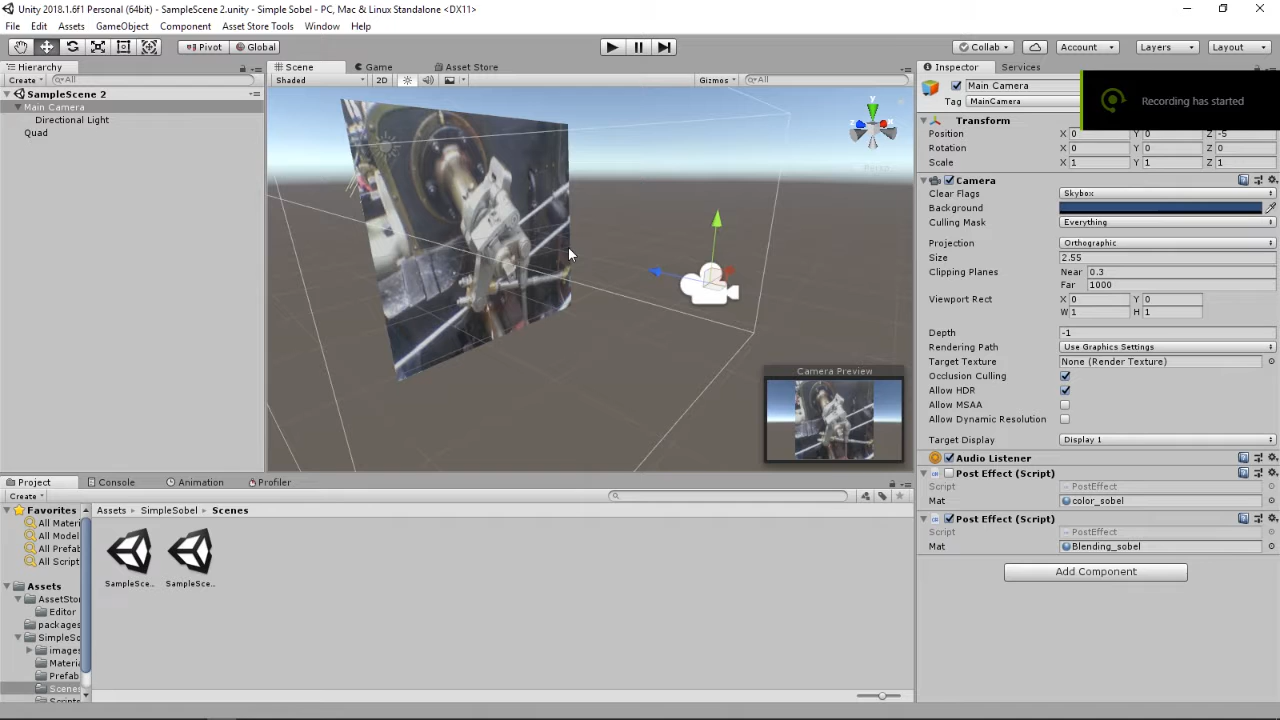 Unity 2018.1.6f1 Personal (64bit) - SampleScene 2.unity - Simple Sobel - PC, Mac & Linux Standalone <DX11>
File Edit Assets GameObject Component Asset Store Tools Window Help
Pivot Global Collab Account Layers Layout
Hierarchy
Create All
SampleScene 2
Main Camera
Directional Light
Quad
Scene Game Asset Store
Shaded 2D Gizmos All
y
Persp
Camera Preview
Inspector Services
Main Camera
Tag MainCamera
Recording has started
Transform
Position X 0 Y 0 Z -5
Rotation X 0 Y 0 Z 0
Scale X 1 Y 1 Z 1
Camera
Clear Flags Skybox
Background
Culling Mask Everything
Projection Orthographic
Size 2.55
Clipping Planes Near 0.3
Far 1000
Viewport Rect X 0 Y 0
W 1 H 1
Depth -1
Rendering Path Use Graphics Settings
Target Texture None (Render Texture)
Occlusion Culling
Allow HDR
Allow MSAA
Allow Dynamic Resolution
Target Display Display 1
Audio Listener
Post Effect (Script)
Script PostEffect
Mat color_sobel
Post Effect (Script)
Script PostEffect
Mat Blending_sobel
Add Component
Project Console Animation Profiler
Create
Favorites
All Materi
All Model
All Prefab
All Script
Assets
AssetSto
Editor
packages
SimpleSo
images
Materia
Prefab
Scenes
Scripts
Assets SimpleSobel Scenes
SampleSce...
SampleSce...